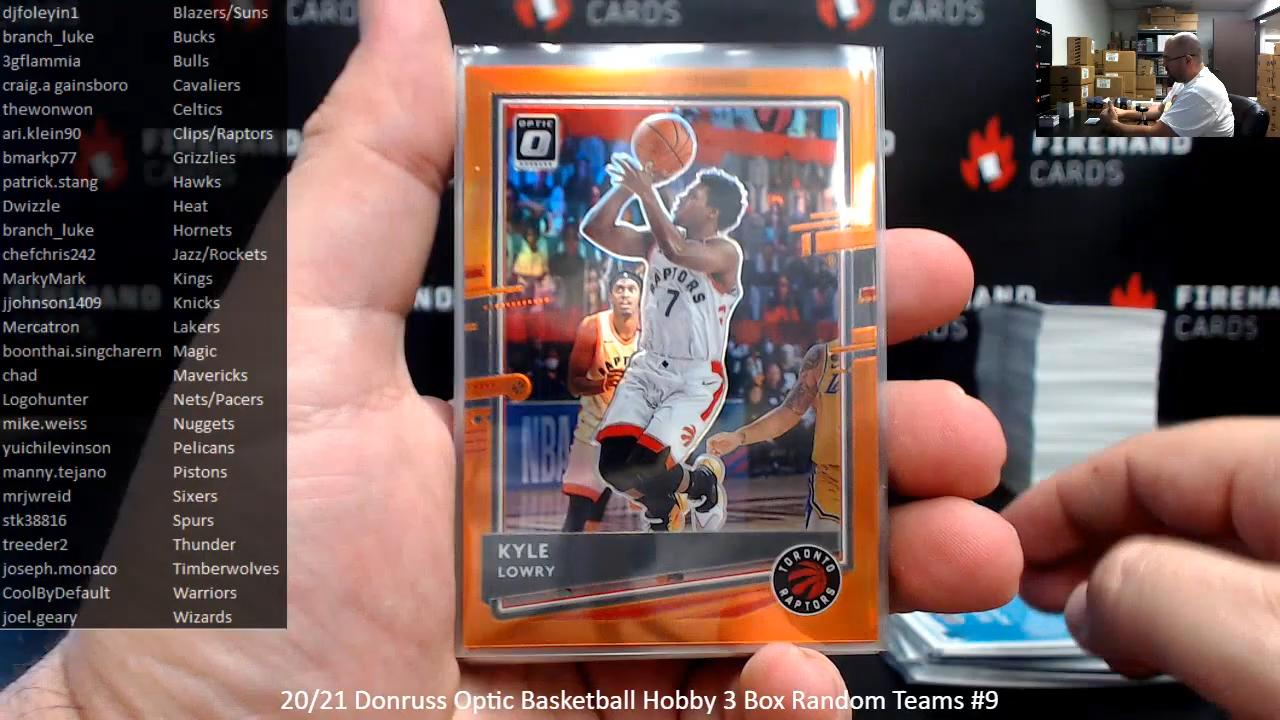 djfoleyin1 Blazers/Suns
branch_luke Bucks
3gflammia Bulls
craig.a gainsboro Cavaliers
thewonwon Celtics
ari.klein90 Clips/Raptors
bmarkp77 Grizzlies
patrick.stang Hawks
Dwizzle Heat
branch_luke Hornets
chefchris242 Jazz/Rockets
MarkyMark Kings
jjohnson1409 Knicks
Mercatron Lakers
boonthai.singcharern Magic
chad Mavericks
Logohunter Nets/Pacers
mike.weiss Nuggets
yuichilevinson Pelicans
manny.tejano Pistons
mrjwreid Sixers
stk38816 Spurs
treeder2 Thunder
joseph.monaco Timberwolves
CoolByDefault Warriors
joel.geary Wizards
CARDS
CARDS
FIREHAND
CARDS
CARDS
OPTIC
RAPTORS
7
NBA
KYLE
LOWRY
TORONTO
RAPTORS
20/21 Donruss Optic Basketball Hobby 3 Box Random Teams #9